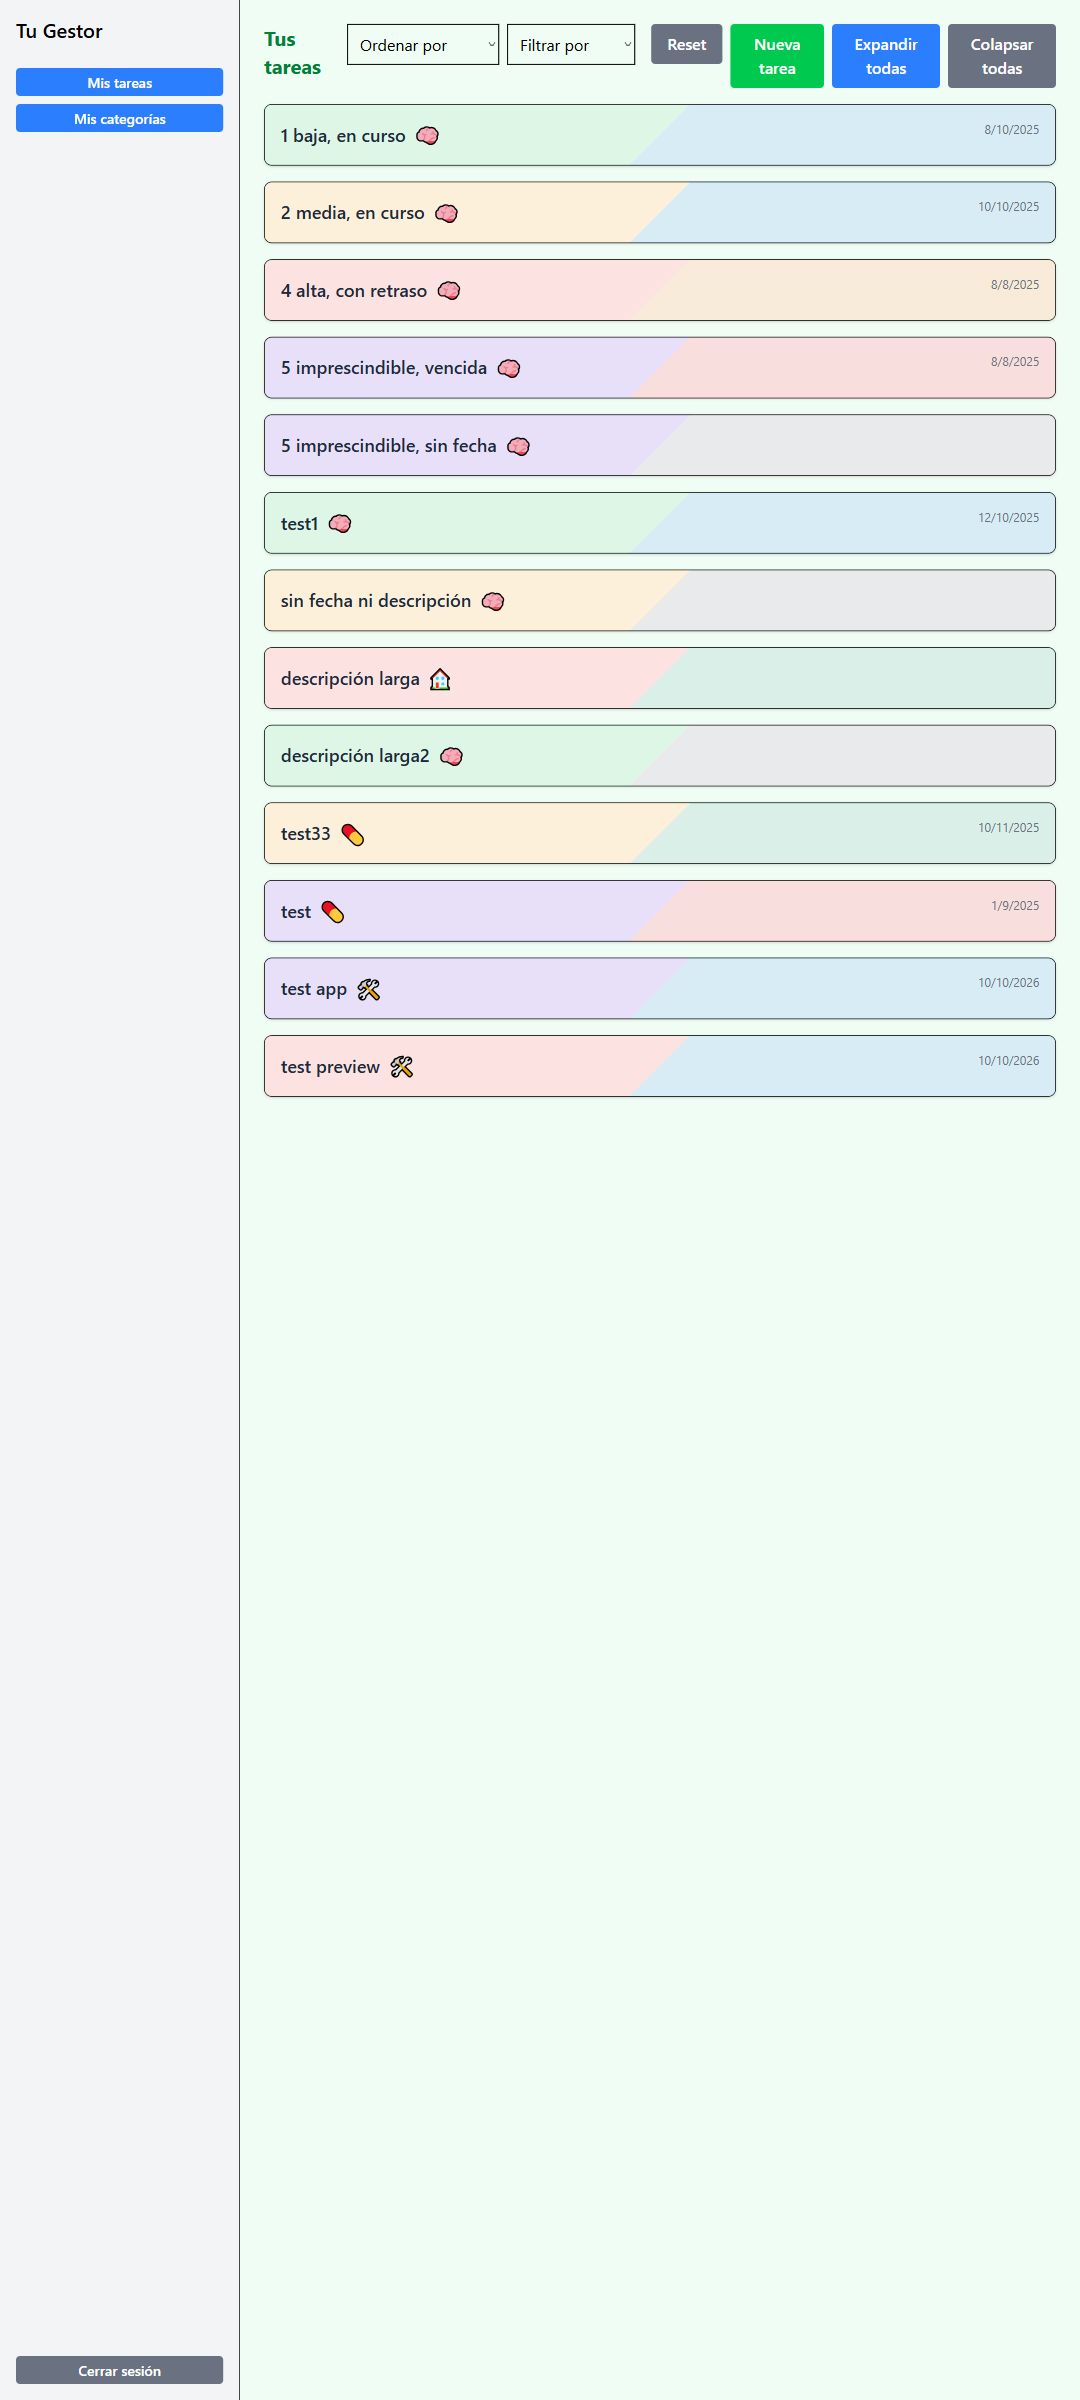 Tu Gestor
Mis tareas
Mis categorías
Cerrar sesión
Tus
tareas
Ordenar por
Filtrar por
Reset
Nueva
tarea
Expandir
todas
Colapsar
todas
1 baja, en curso
8/10/2025
2 media, en curso
10/10/2025
4 alta, con retraso
8/8/2025
5 imprescindible, vencida
8/8/2025
5 imprescindible, sin fecha
test1
12/10/2025
sin fecha ni descripción
descripción larga
descripción larga2
test33
10/11/2025
test
1/9/2025
test app
10/10/2026
test preview
10/10/2026